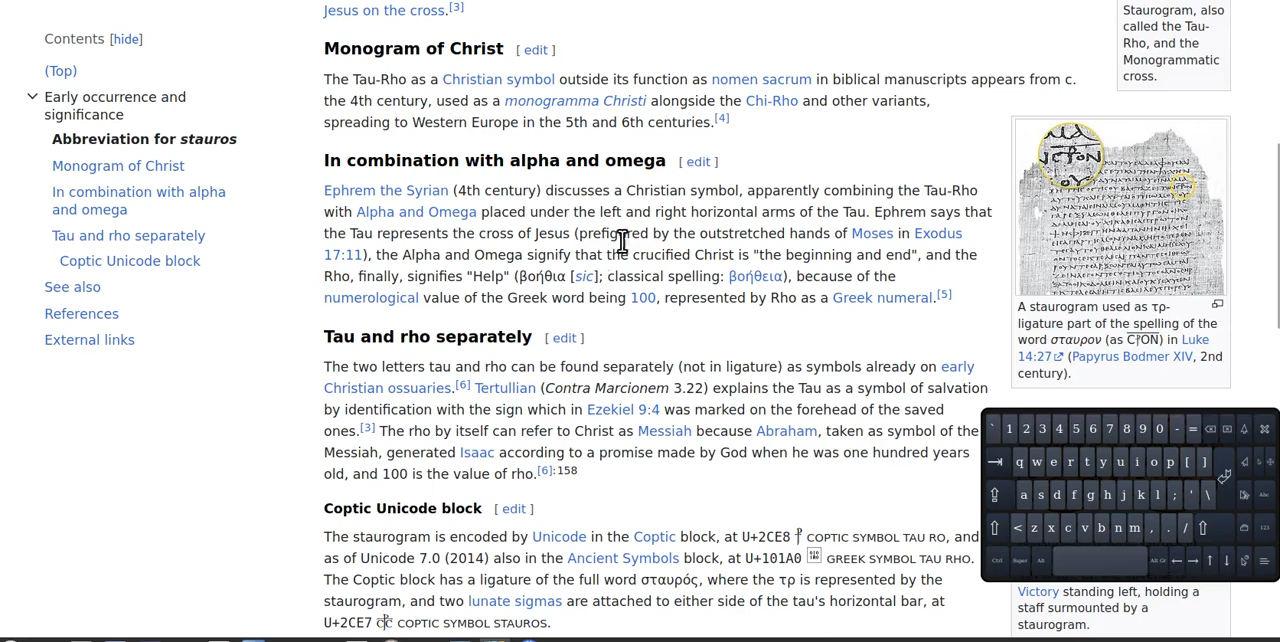 Jesus on the cross.[3]
Contents [hide]
(Top)
Early occurrence and
significance
Abbreviation for stauros
Monogram of Christ
In combination with alpha
and omega
Tau and rho separately
Coptic Unicode block
See also
References
External links
Monogram of Christ [ edit ]
The Tau-Rho as a Christian symbol outside its function as nomen sacrum in biblical manuscripts appears from c.
the 4th century, used as a monogramma Christi alongside the Chi-Rho and other variants,
spreading to Western Europe in the 5th and 6th centuries.[4]
In combination with alpha and omega [ edit ]
Ephrem the Syrian (4th century) discusses a Christian symbol, apparently combining the Tau-Rho
with Alpha and Omega placed under the left and right horizontal arms of the Tau. Ephrem says that
the Tau represents the cross of Jesus (prefigured by the outstretched hands of Moses in Exodus
17:11), the Alpha and Omega signify that the crucified Christ is "the beginning and end", and the
Rho, finally, signifies "Help" (βοήθια [sic]; classical spelling: βοήθεια), because of the
numerological value of the Greek word being 100, represented by Rho as a Greek numeral.[5]
Tau and rho separately [ edit ]
The two letters tau and rho can be found separately (not in ligature) as symbols already on early
Christian ossuaries.[6] Tertullian (Contra Marcionem 3.22) explains the Tau as a symbol of salvation
by identification with the sign which in Ezekiel 9:4 was marked on the forehead of the saved
ones.[3] The rho by itself can refer to Christ as Messiah because Abraham, taken as symbol of the
Messiah, generated Isaac according to a promise made by God when he was one hundred years
old, and 100 is the value of rho.[6]:158
Coptic Unicode block [ edit ]
The staurogram is encoded by Unicode in the Coptic block, at U+2CE8 ⳨ COPTIC SYMBOL TAU RO, and
as of Unicode 7.0 (2014) also in the Ancient Symbols block, at U+101A0 𐆠 GREEK SYMBOL TAU RHO.
The Coptic block has a ligature of the full word σταυρός, where the τρ is represented by the
staurogram, and two lunate sigmas are attached to either side of the tau's horizontal bar, at
U+2CE7 ⳧ COPTIC SYMBOL STAUROS.
Staurogram, also
called the Tau-
Rho, and the
Monogrammatic
cross.
A staurogram used as τρ-
ligature part of the spelling of the
word σταυρον (as C⳨ON) in Luke
14:27 (Papyrus Bodmer XIV, 2nd
century).
` 1 2 3 4 5 6 7 8 9 0 - =
q w e r t y u i o p [ ]
a s d f g h j k l ; ' \ Abc
< z x c v b n m , . / 123
Ctrl Super Alt Alt Gr
Victory standing left, holding a
staff surmounted by a
staurogram.